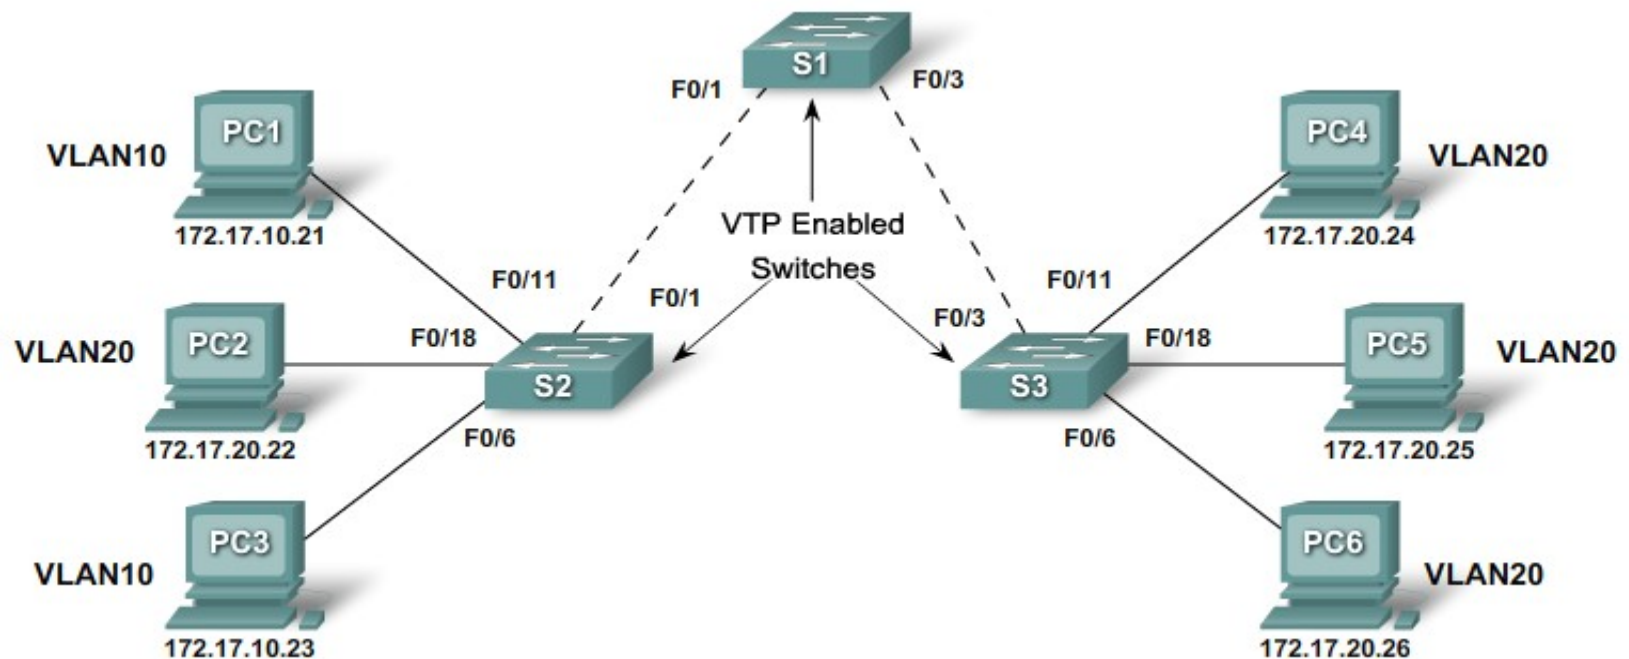 S1
F0/1
F0/3
PC1
VLAN10
172.17.10.21
PC4
VLAN20
172.17.20.24
VTP Enabled
Switches
F0/11
F0/1
F0/18
PC2
VLAN20
172.17.20.22
S2
F0/6
F0/11
F0/3
F0/18
PC5
VLAN20
172.17.20.25
S3
F0/6
PC3
VLAN10
172.17.10.23
PC6
VLAN20
172.17.20.26